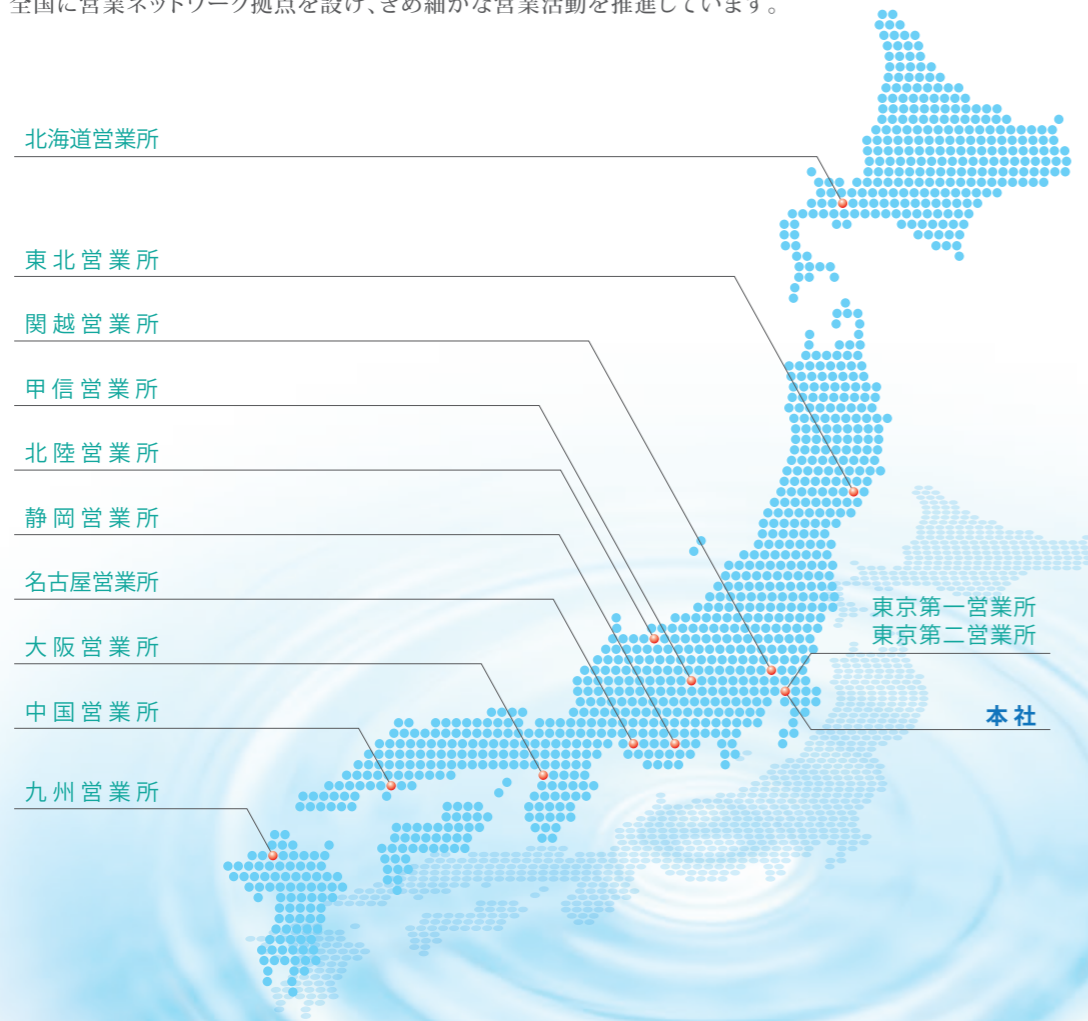 全国に営業ネットワーク拠点を設け、きめ細かな営業活動を推進しています。
北海道営業所
東北営業所
関越営業所
甲信営業所
北陸営業所
静岡営業所
名古屋営業所
大阪営業所
中国営業所
九州営業所
東京第一営業所
東京第二営業所
本社